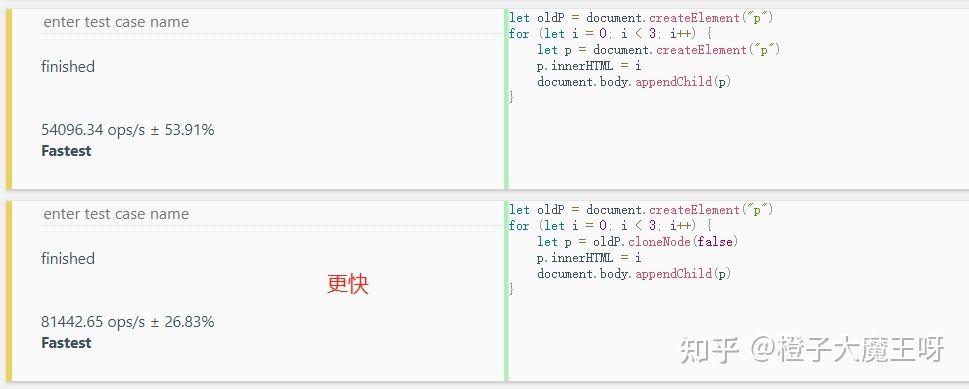 enter test case name
finished
54096.34 ops/s ± 53.91%
Fastest
let oldP = document.createElement("p")
for (let i = 0; i < 3; i++) {
    let p = document.createElement("p")
    p.innerHTML = i
    document.body.appendChild(p)
}
enter test case name
finished
更快
81442.65 ops/s ± 26.83%
Fastest
let oldP = document.createElement("p")
for (let i = 0; i < 3; i++) {
    let p = oldP.cloneNode(false)
    p.innerHTML = i
    document.body.appendChild(p)
}
知乎 @橙子大魔王呀